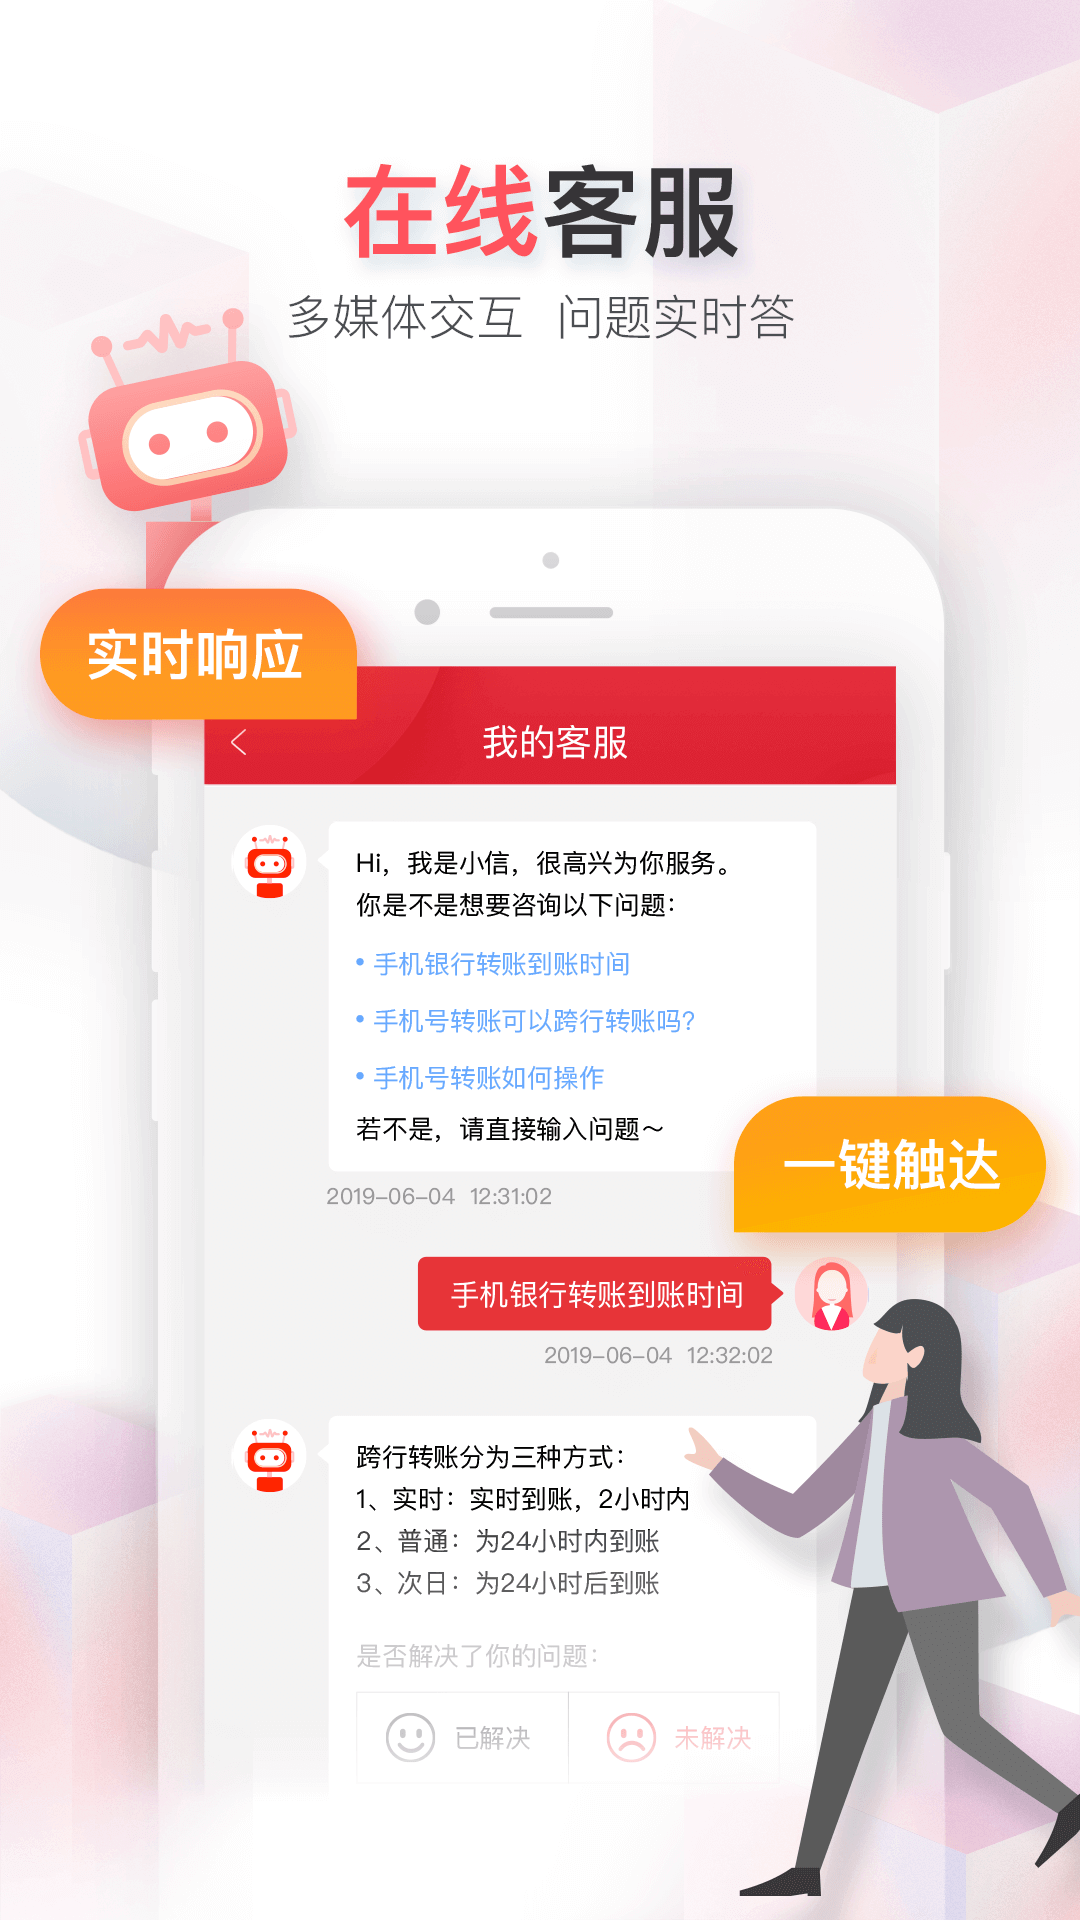 在线客服
多媒体交互 问题实时答
实时响应
我的客服
Hi，我是小信，很高兴为你服务。
你是不是想要咨询以下问题：
• 手机银行转账到账时间
• 手机号转账可以跨行转账吗？
• 手机号转账如何操作
若不是，请直接输入问题～
一键触达
2019-06-04 12:31:02
手机银行转账到账时间
2019-06-04 12:32:02
跨行转账分为三种方式：
1、实时：实时到账，2小时内
2、普通：为24小时内到账
3、次日：为24小时后到账
是否解决了你的问题：
已解决 未解决